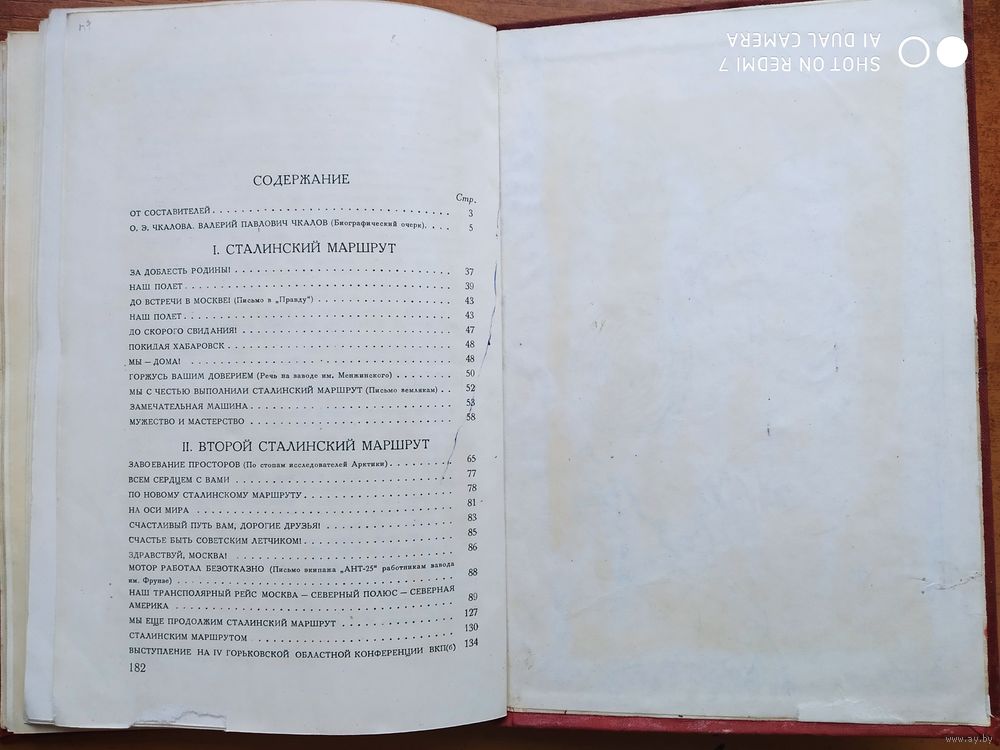 СОДЕРЖАНИЕ
Стр.
ОТ СОСТАВИТЕЛЕЙ . . . . . . . . . . 3
О. Э. ЧКАЛОВА. ВАЛЕРИЙ ПАВЛОВИЧ ЧКАЛОВ (Биографический очерк). . . . 5
I. СТАЛИНСКИЙ МАРШРУТ
ЗА ДОБЛЕСТЬ РОДИНЫ! . . . . . . . . . . 37
НАШ ПОЛЕТ . . . . . . . . . . 39
ДО ВСТРЕЧИ В МОСКВЕ! (Письмо в „Правду“) . . . . . . . . . . 43
НАШ ПОЛЕТ . . . . . . . . . . 43
ДО СКОРОГО СВИДАНИЯ! . . . . . . . . . . 47
ПОКИДАЯ ХАБАРОВСК . . . . . . . . . . 48
МЫ — ДОМА! . . . . . . . . . . 48
ГОРЖУСЬ ВАШИМ ДОВЕРИЕМ (Речь на заводе им. Менжинского) . . . . . . 50
МЫ С ЧЕСТЬЮ ВЫПОЛНИЛИ СТАЛИНСКИЙ МАРШРУТ (Письмо землякам) . . 52
ЗАМЕЧАТЕЛЬНАЯ МАШИНА . . . . . . . . . . 53
МУЖЕСТВО И МАСТЕРСТВО . . . . . . . . . . 58
II. ВТОРОЙ СТАЛИНСКИЙ МАРШРУТ
ЗАВОЕВАНИЕ ПРОСТОРОВ (По стопам исследователей Арктики) . . . . . . . 65
ВСЕМ СЕРДЦЕМ С ВАМИ . . . . . . . . . . 77
ПО НОВОМУ СТАЛИНСКОМУ МАРШРУТУ . . . . . . . . . . 78
НА ОСИ МИРА . . . . . . . . . . 81
СЧАСТЛИВЫЙ ПУТЬ ВАМ, ДОРОГИЕ ДРУЗЬЯ! . . . . . . . . . . 83
СЧАСТЬЕ БЫТЬ СОВЕТСКИМ ЛЕТЧИКОМ! . . . . . . . . . . 85
ЗДРАВСТВУЙ, МОСКВА! . . . . . . . . . . 86
МОТОР РАБОТАЛ БЕЗОТКАЗНО (Письмо экипажа „АНТ-25“ работникам завода
им. Фрунзе) . . . . . . . . . . 88
НАШ ТРАНСПОЛЯРНЫЙ РЕЙС МОСКВА — СЕВЕРНЫЙ ПОЛЮС — СЕВЕРНАЯ
АМЕРИКА . . . . . . . . . . 89
МЫ ЕЩЕ ПРОДОЛЖИМ СТАЛИНСКИЙ МАРШРУТ . . . . . . . . . . 127
СТАЛИНСКИМ МАРШРУТОМ . . . . . . . . . . 130
ВЫСТУПЛЕНИЕ НА IV ГОРЬКОВСКОЙ ОБЛАСТНОЙ КОНФЕРЕНЦИИ ВКП(б) 134
182
SHOT ON REDMI 7
AI DUAL CAMERA
www.ay.by